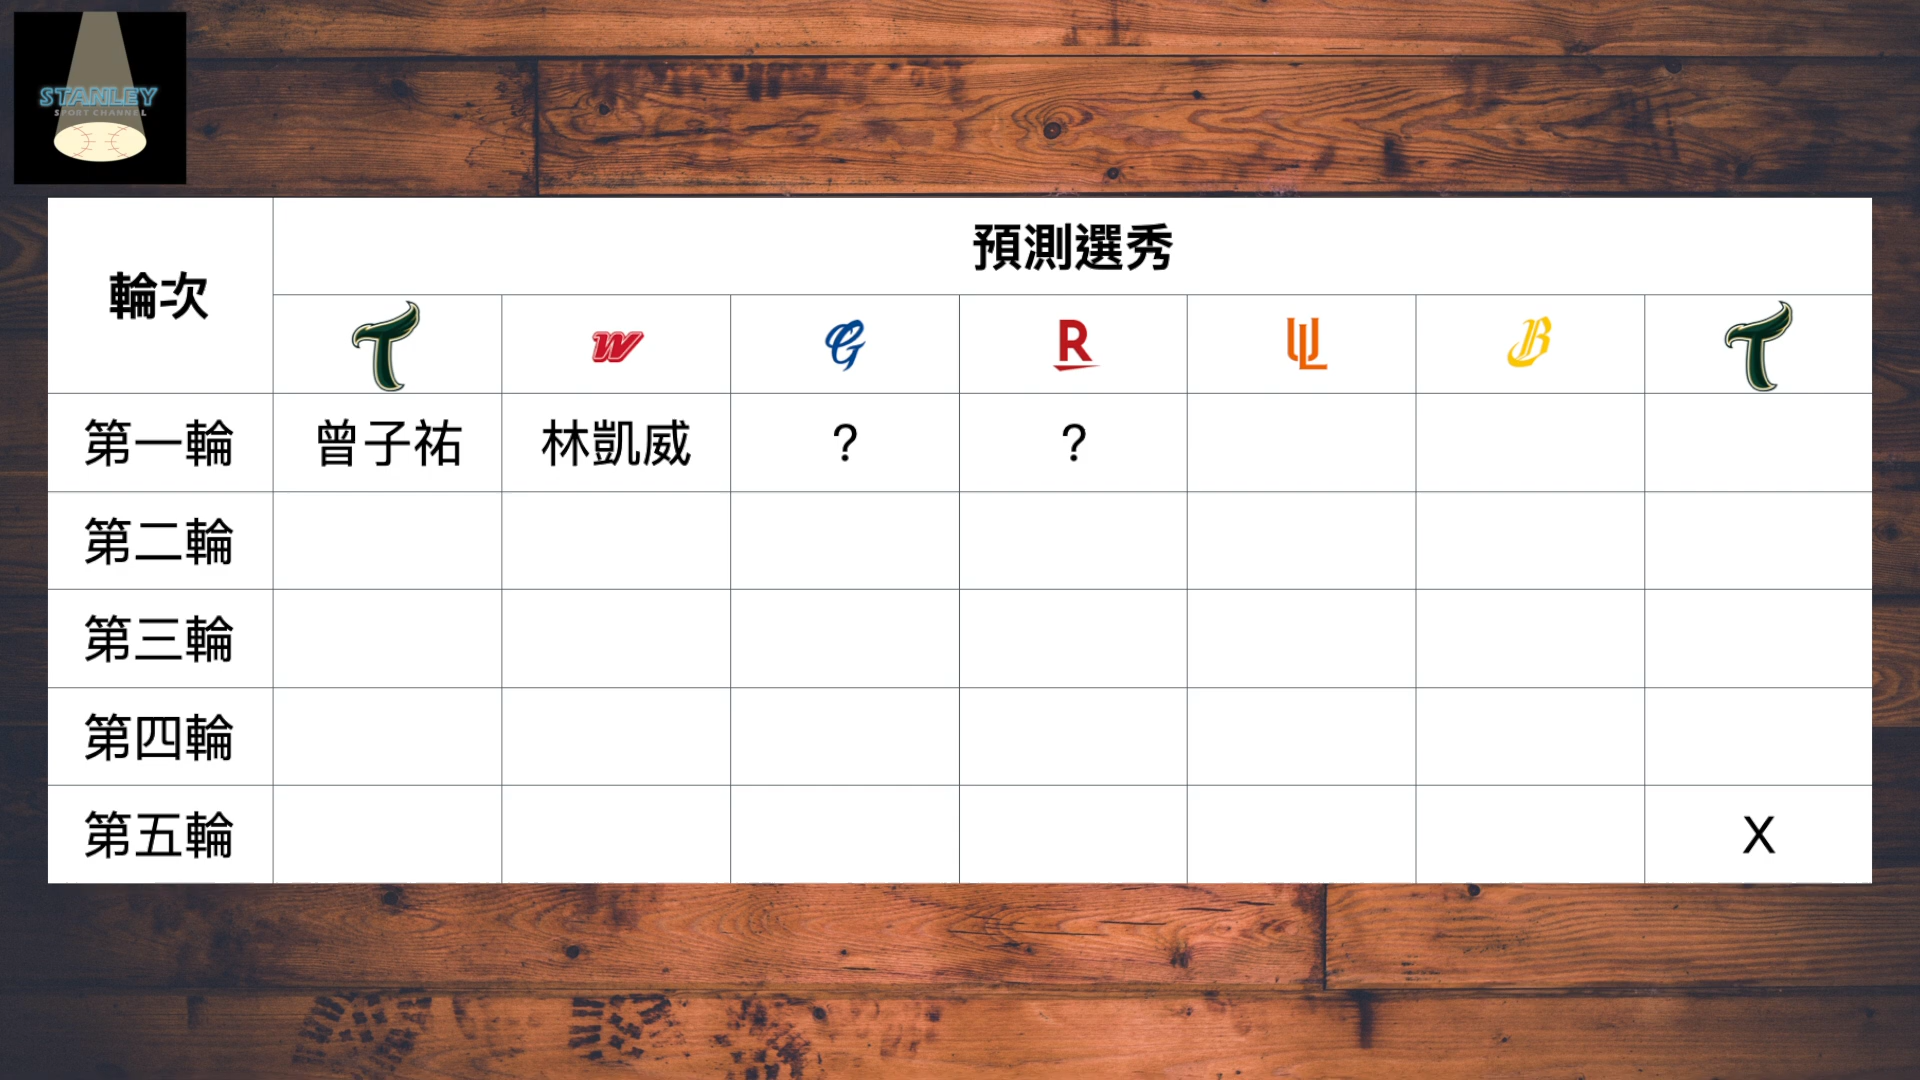 STANLEY
SPORT CHANNEL
輪次
預測選秀
T W G R UL B T
第一輪 曾子祐 林凱威 ? ?
第二輪
第三輪
第四輪
第五輪 X